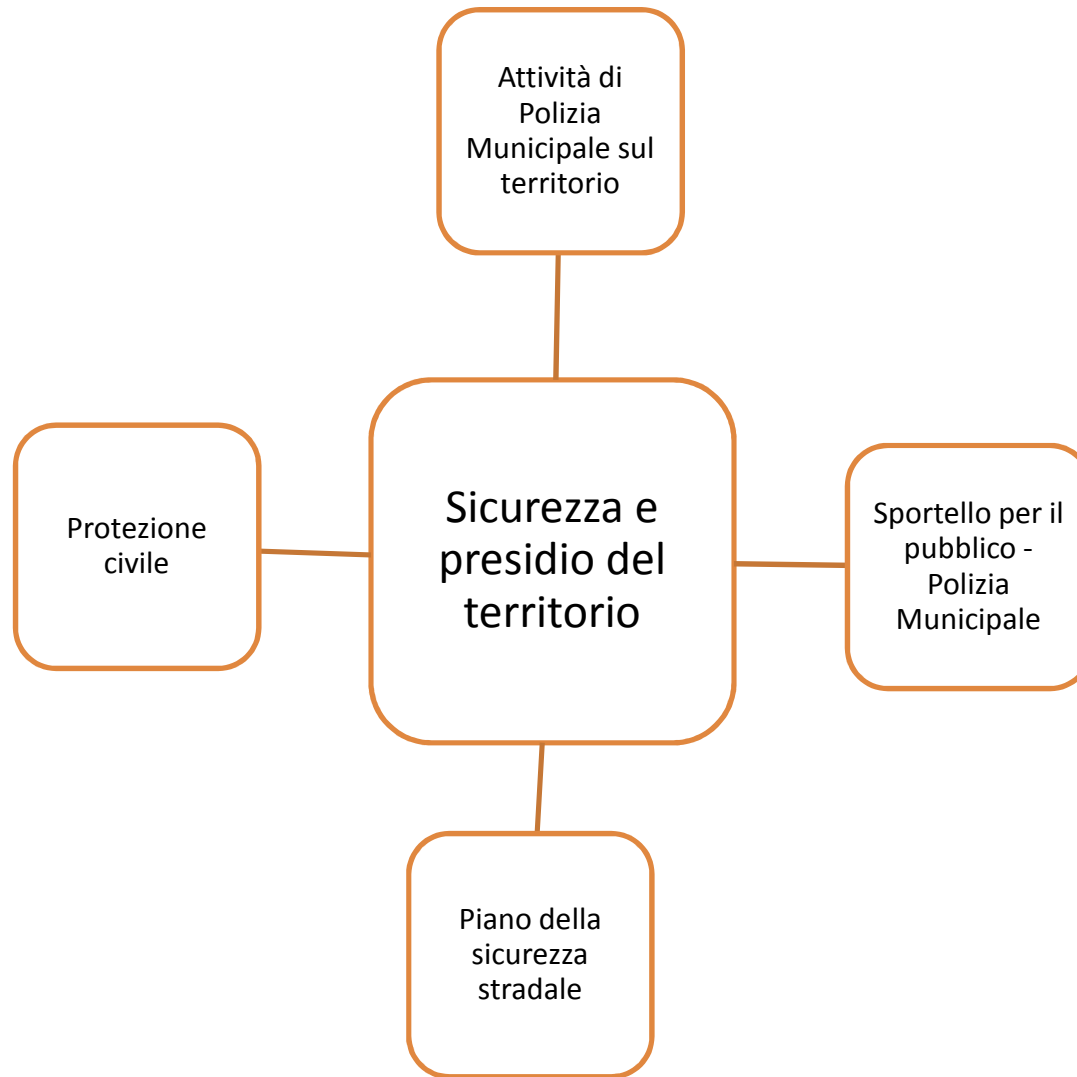 Attività di
Polizia
Municipale sul
territorio
Protezione
civile
Sicurezza e
presidio del
territorio
Sportello per il
pubblico -
Polizia
Municipale
Piano della
sicurezza
stradale